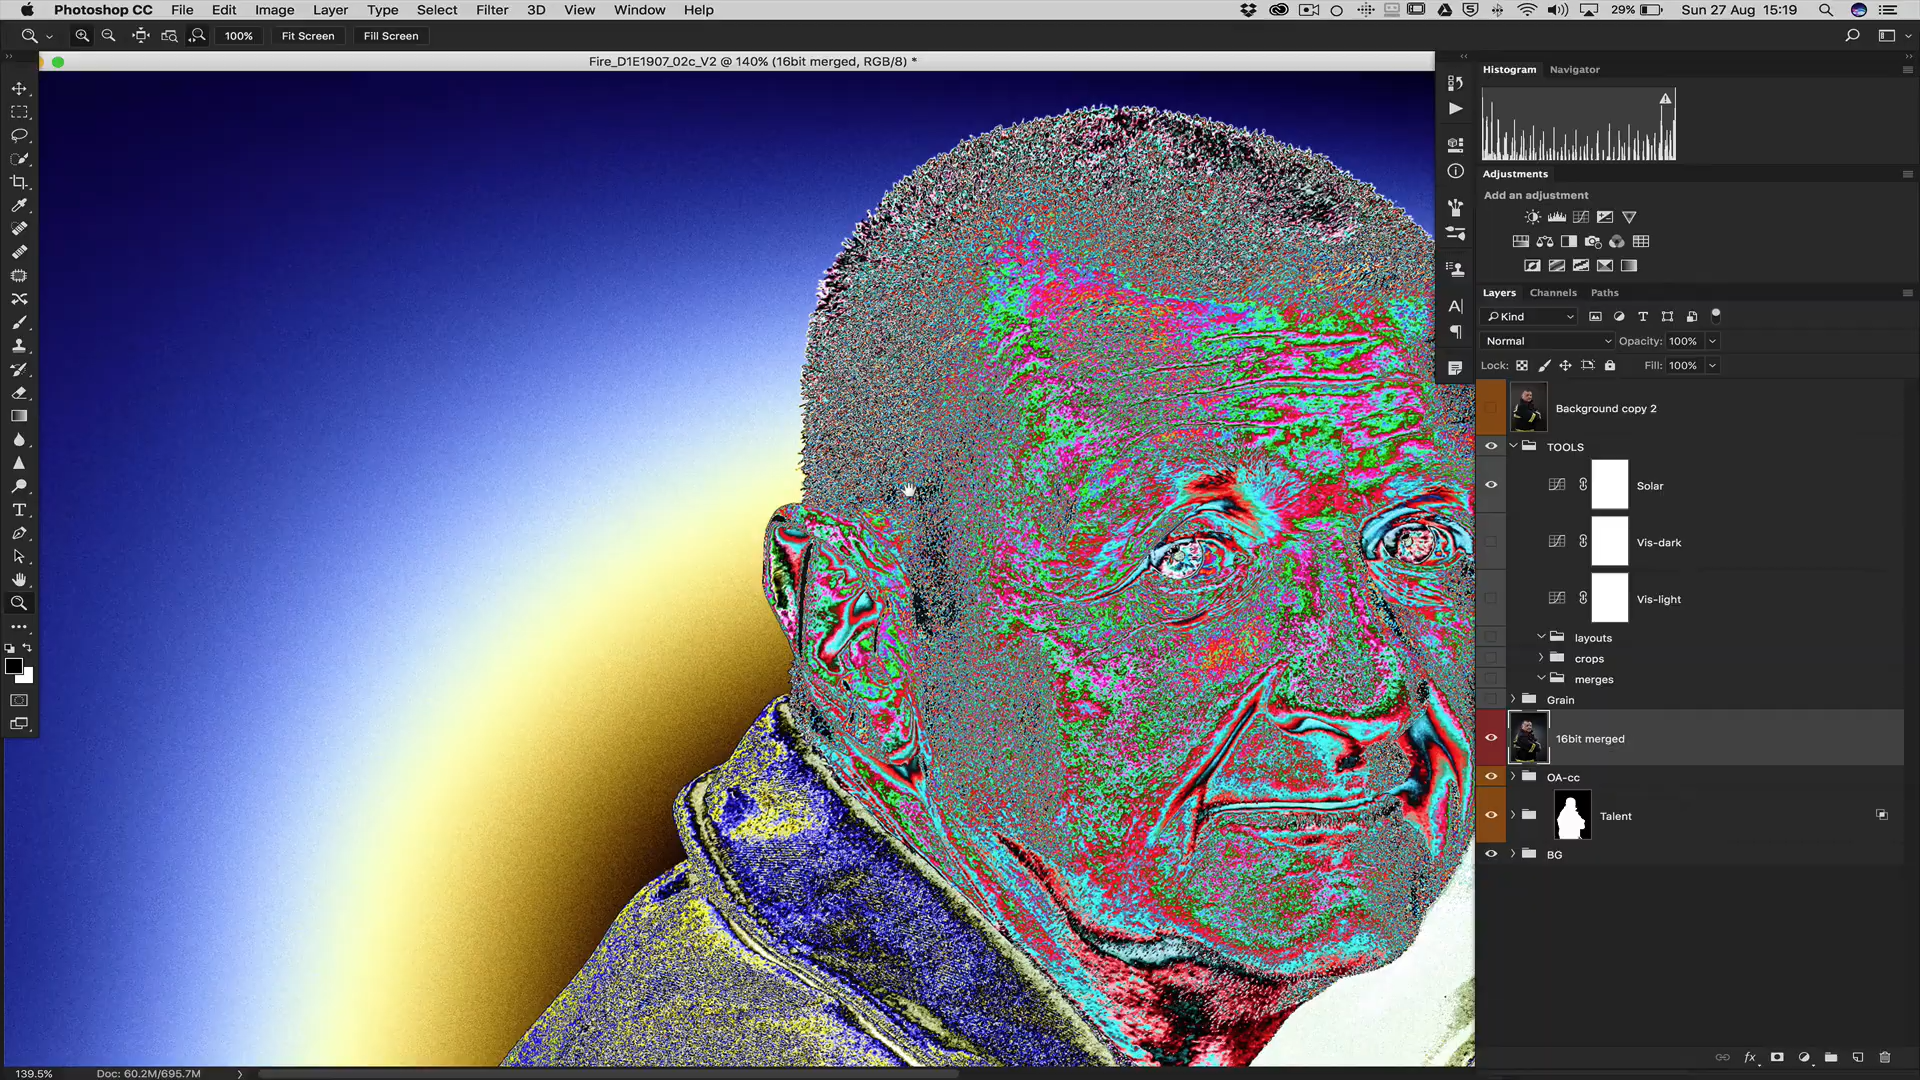 Photoshop CC File Edit Image Layer Type Select Filter 3D View Window Help 29% Sun 27 Aug 15:19
100% Fit Screen Fill Screen
Fire_D1E1907_02c_V2 @ 140% (16bit merged, RGB/8) *
Histogram Navigator
Adjustments
Add an adjustment
Layers Channels Paths
Kind
Normal Opacity: 100%
Lock: Fill: 100%
Background copy 2
TOOLS
Solar
Vis-dark
Vis-light
layouts
crops
merges
Grain
16bit merged
OA-cc
Talent
BG
139.5% Doc: 60.2M/695.7M